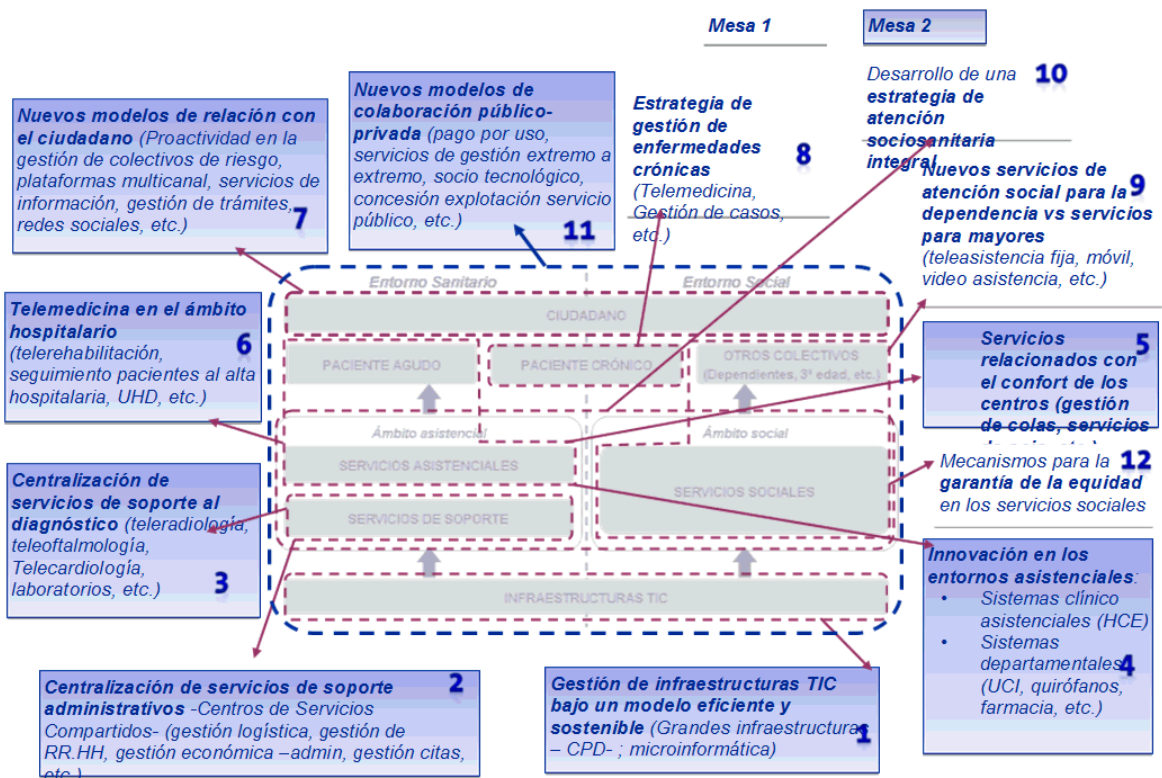 Mesa 1
Mesa 2
Nuevos modelos de relación con
el ciudadano (Proactividad en la
gestión de colectivos de riesgo,
plataformas multicanal, servicios de
información, gestión de trámites,
redes sociales, etc.)
7
Nuevos modelos de
colaboración público-
privada (pago por uso,
servicios de gestión extremo a
extremo, socio tecnológico,
concesión explotación servicio
público, etc.)
11
Estrategia de
gestión de
enfermedades
crónicas
(Telemedicina,
Gestión de casos,
etc.)
8
Desarrollo de una
estrategia de
atención
sociosanitaria
integral
10
Nuevos servicios de
atención social para la
dependencia vs servicios
para mayores
(teleasistencia fija, móvil,
video asistencia, etc.)
9
Telemedicina en el ámbito
hospitalario
(telerehabilitación,
seguimiento pacientes al alta
hospitalaria, UHD, etc.)
6
Entorno Sanitario
Entorno Social
CIUDADANO
PACIENTE AGUDO
PACIENTE CRÓNICO
OTROS COLECTIVOS
(Dependientes, 3ª edad, etc.)
Ámbito asistencial
Ámbito social
SERVICIOS ASISTENCIALES
SERVICIOS SOCIALES
SERVICIOS DE SOPORTE
INFRAESTRUCTURAS TIC
Servicios
relacionados con
el confort de los
centros (gestión
de colas, servicios
5
Mecanismos para la
garantía de la equidad
en los servicios sociales
12
Centralización de
servicios de soporte al
diagnóstico (teleradiología,
teleoftalmología,
Telecardiología,
laboratorios, etc.)
3
Innovación en los
entornos asistenciales:
• Sistemas clínico
asistenciales (HCE)
• Sistemas
departamentales
(UCI, quirófanos,
farmacia, etc.)
4
Centralización de servicios de soporte
administrativos -Centros de Servicios
Compartidos- (gestión logística, gestión de
RR.HH, gestión económica –admin, gestión citas,
etc.)
2
Gestión de infraestructuras TIC
bajo un modelo eficiente y
sostenible (Grandes infraestructuras
– CPD- ; microinformática)
1